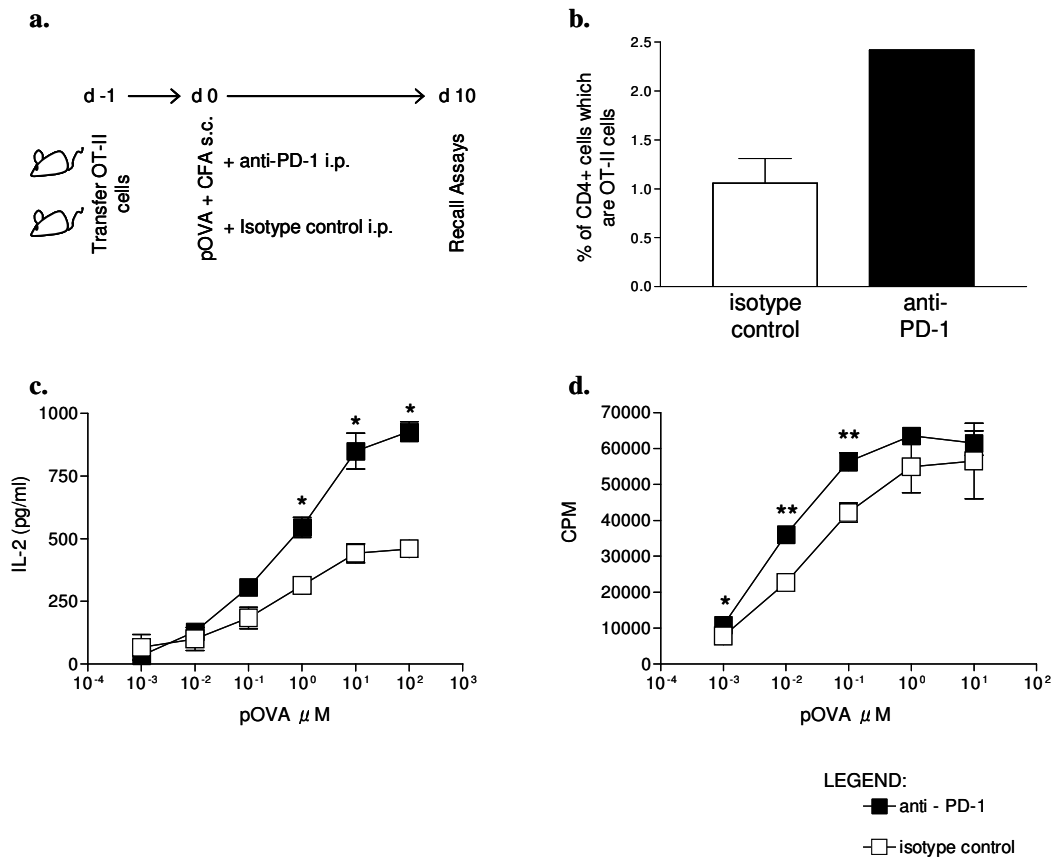 a.
d -1
d 0
d 10
Transfer OT-II
cells
pOVA + CFA s.c.
+ anti-PD-1 i.p.
+ Isotype control i.p.
Recall Assays
b.
% of CD4+ cells which
are OT-II cells
2.5
2.0
1.5
1.0
0.5
0.0
isotype
control
anti-
PD-1
c.
IL-2 (pg/ml)
1000
750
500
250
0
*
*
*
10⁻⁴
10⁻³
10⁻²
10⁻¹
10⁰
10¹
10²
10³
pOVA μM
d.
CPM
70000
60000
50000
40000
30000
20000
10000
0
*
**
**
10⁻⁴
10⁻³
10⁻²
10⁻¹
10⁰
10¹
10²
pOVA μM
LEGEND:
anti - PD-1
isotype control